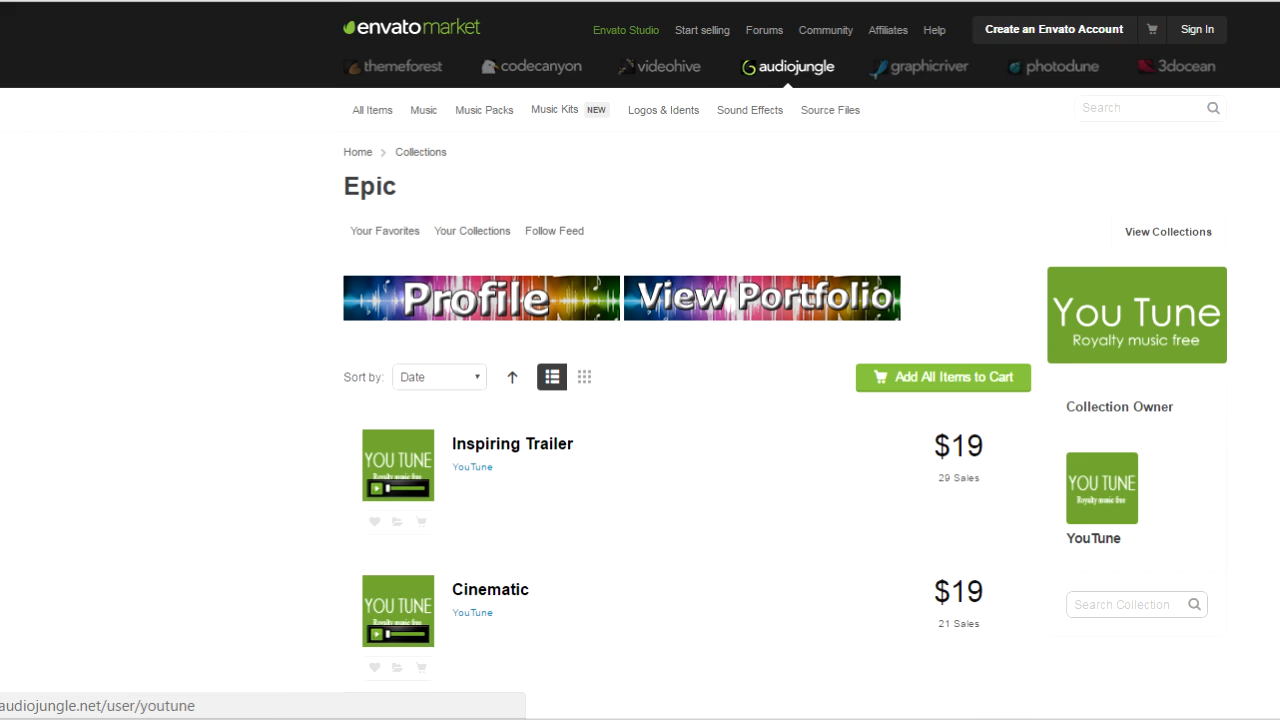 envatomarket
Envato Studio Start selling Forums Community Affiliates Help Create an Envato Account Sign In
themeforest codecanyon videohive audiojungle graphicriver photodune 3docean
All Items Music Music Packs Music Kits NEW Logos & Idents Sound Effects Source Files Search
Home Collections
Epic
Your Favorites Your Collections Follow Feed View Collections
Profile View Portfolio
You Tune
Royalty music free
Sort by: Date Add All Items to Cart
Collection Owner
YOU TUNE
Royalty music free
Inspiring Trailer
YouTune
$19
29 Sales
YOU TUNE
Royalty music free
YouTune
YOU TUNE
Royalty music free
Cinematic
YouTune
$19
21 Sales
Search Collection
audiojungle.net/user/youtune